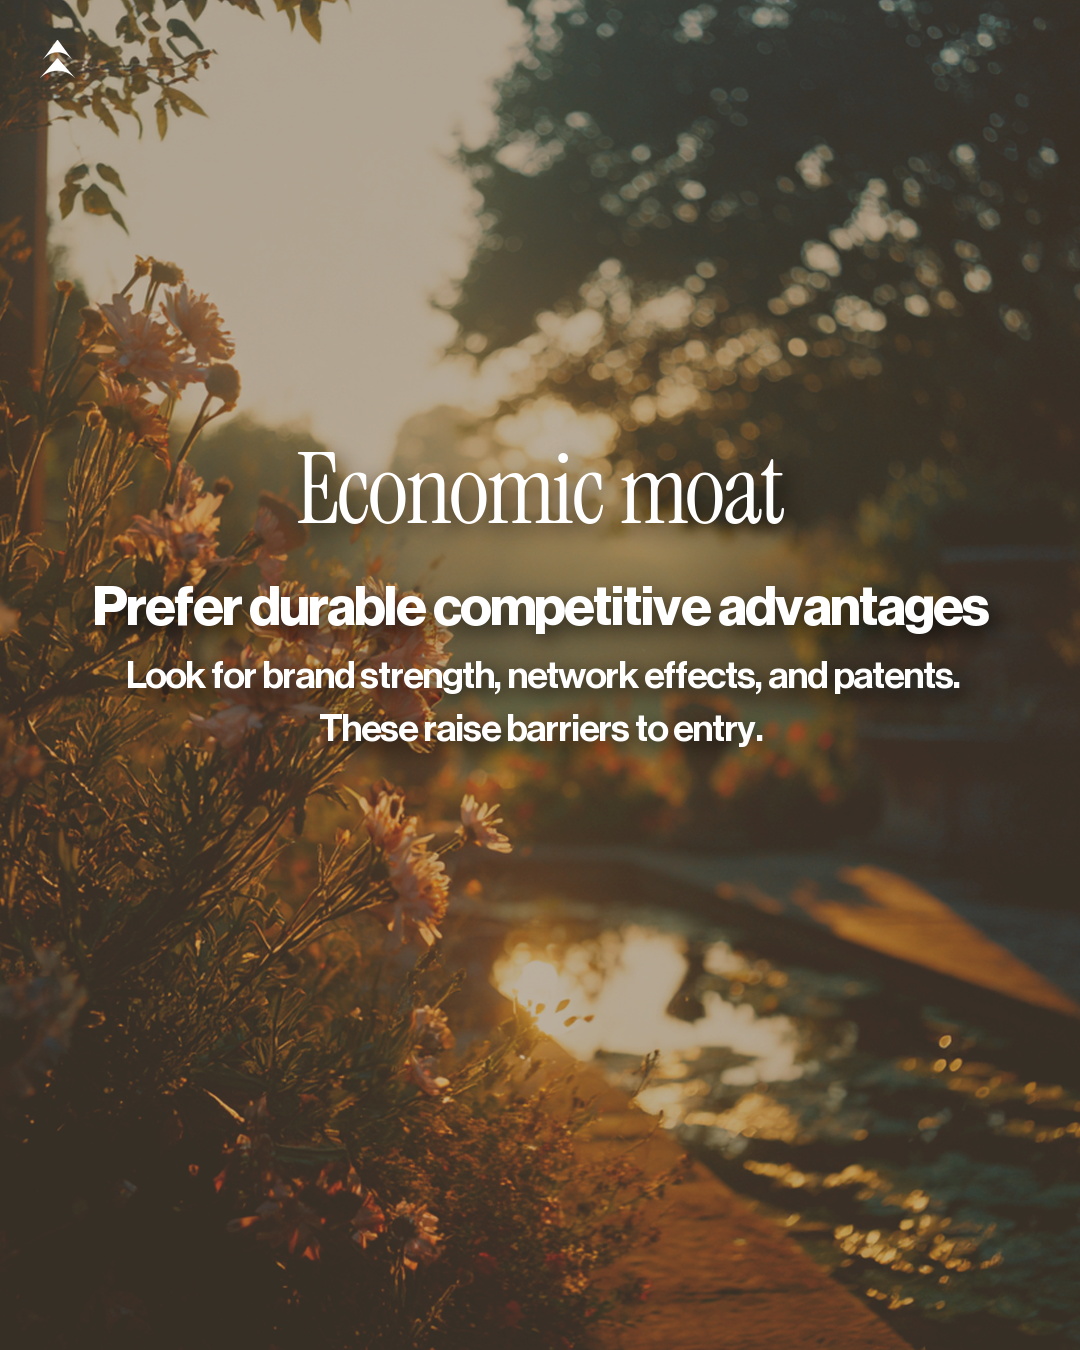 Economic moat
Prefer durable competitive advantages
Look for brand strength, network effects, and patents.
These raise barriers to entry.